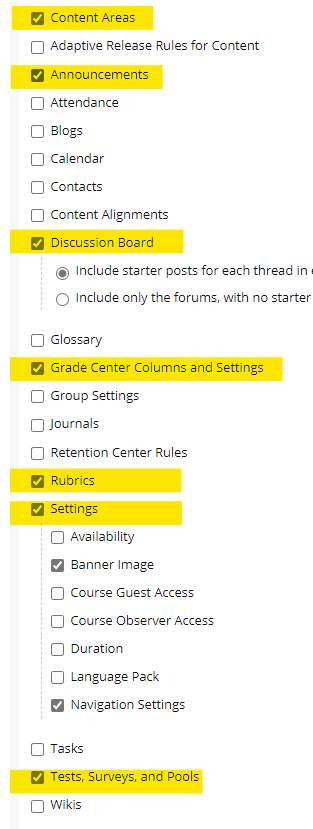 Content Areas
Adaptive Release Rules for Content
Announcements
Attendance
Blogs
Calendar
Contacts
Content Alignments
Discussion Board
Include starter posts for each thread in
Include only the forums, with no starter
Glossary
Grade Center Columns and Settings
Group Settings
Journals
Retention Center Rules
Rubrics
Settings
Availability
Banner Image
Course Guest Access
Course Observer Access
Duration
Language Pack
Navigation Settings
Tasks
Tests, Surveys, and Pools
Wikis